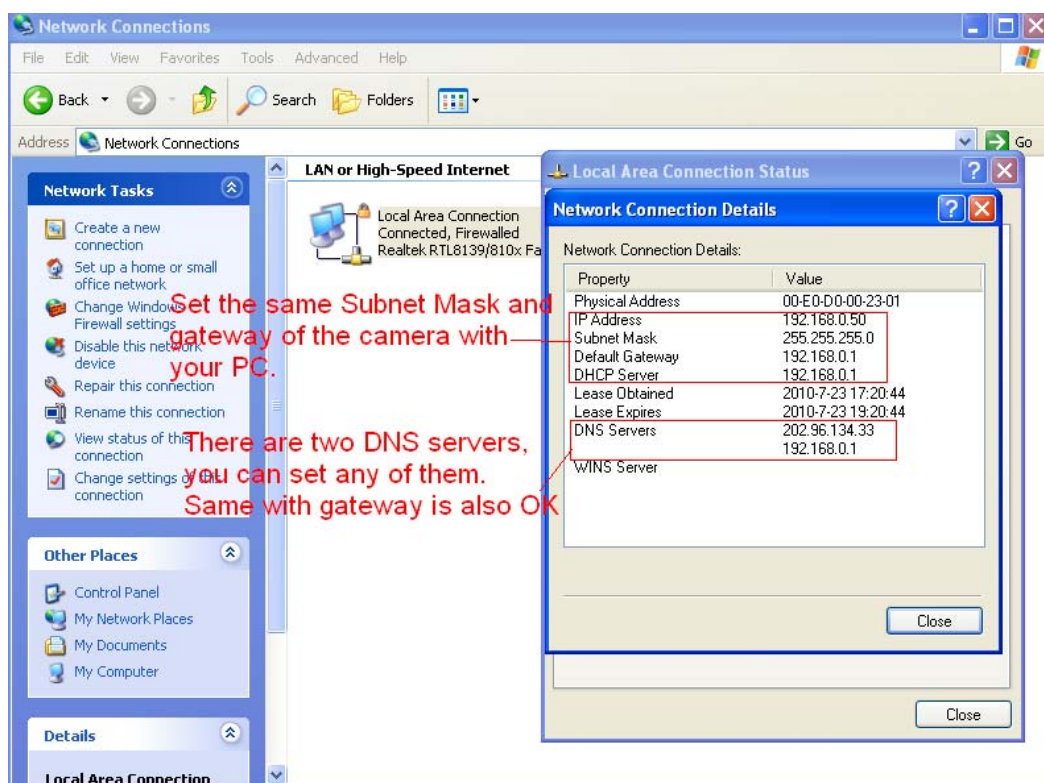 Network Connections
File Edit View Favorites Tools Advanced Help
Back Search Folders
Address Network Connections Go
Network Tasks
Create a new
connection
Set up a home or small
office network
Change Windows
Firewall settings
Disable this network
device
Repair this connection
Rename this connection
View status of this
connection
Change settings of this
connection
Other Places
Control Panel
My Network Places
My Documents
My Computer
Details
Local Area Connection
LAN or High-Speed Internet
Local Area Connection
Connected, Firewalled
Realtek RTL8139/810x Fa
Set the same Subnet Mask and
gateway of the camera with
your PC.
There are two DNS servers,
you can set any of them.
Same with gateway is also OK
Local Area Connection Status
Network Connection Details
Network Connection Details:
Property Value
Physical Address 00-E0-D0-00-23-01
IP Address 192.168.0.50
Subnet Mask 255.255.255.0
Default Gateway 192.168.0.1
DHCP Server 192.168.0.1
Lease Obtained 2010-7-23 17:20:44
Lease Expires 2010-7-23 19:20:44
DNS Servers 202.96.134.33
192.168.0.1
WINS Server
Close
Close